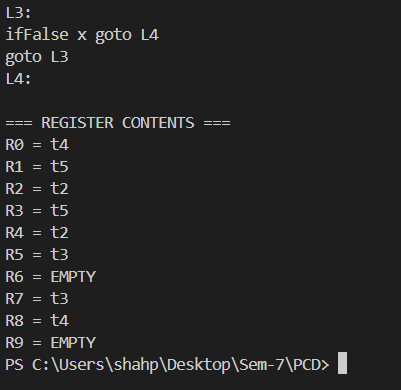 L3:
ifFalse x goto L4
goto L3
L4:
=== REGISTER CONTENTS ===
R0 = t4
R1 = t5
R2 = t2
R3 = t5
R4 = t2
R5 = t3
R6 = EMPTY
R7 = t3
R8 = t4
R9 = EMPTY
PS C:\Users\shahp\Desktop\Sem-7\PCD>